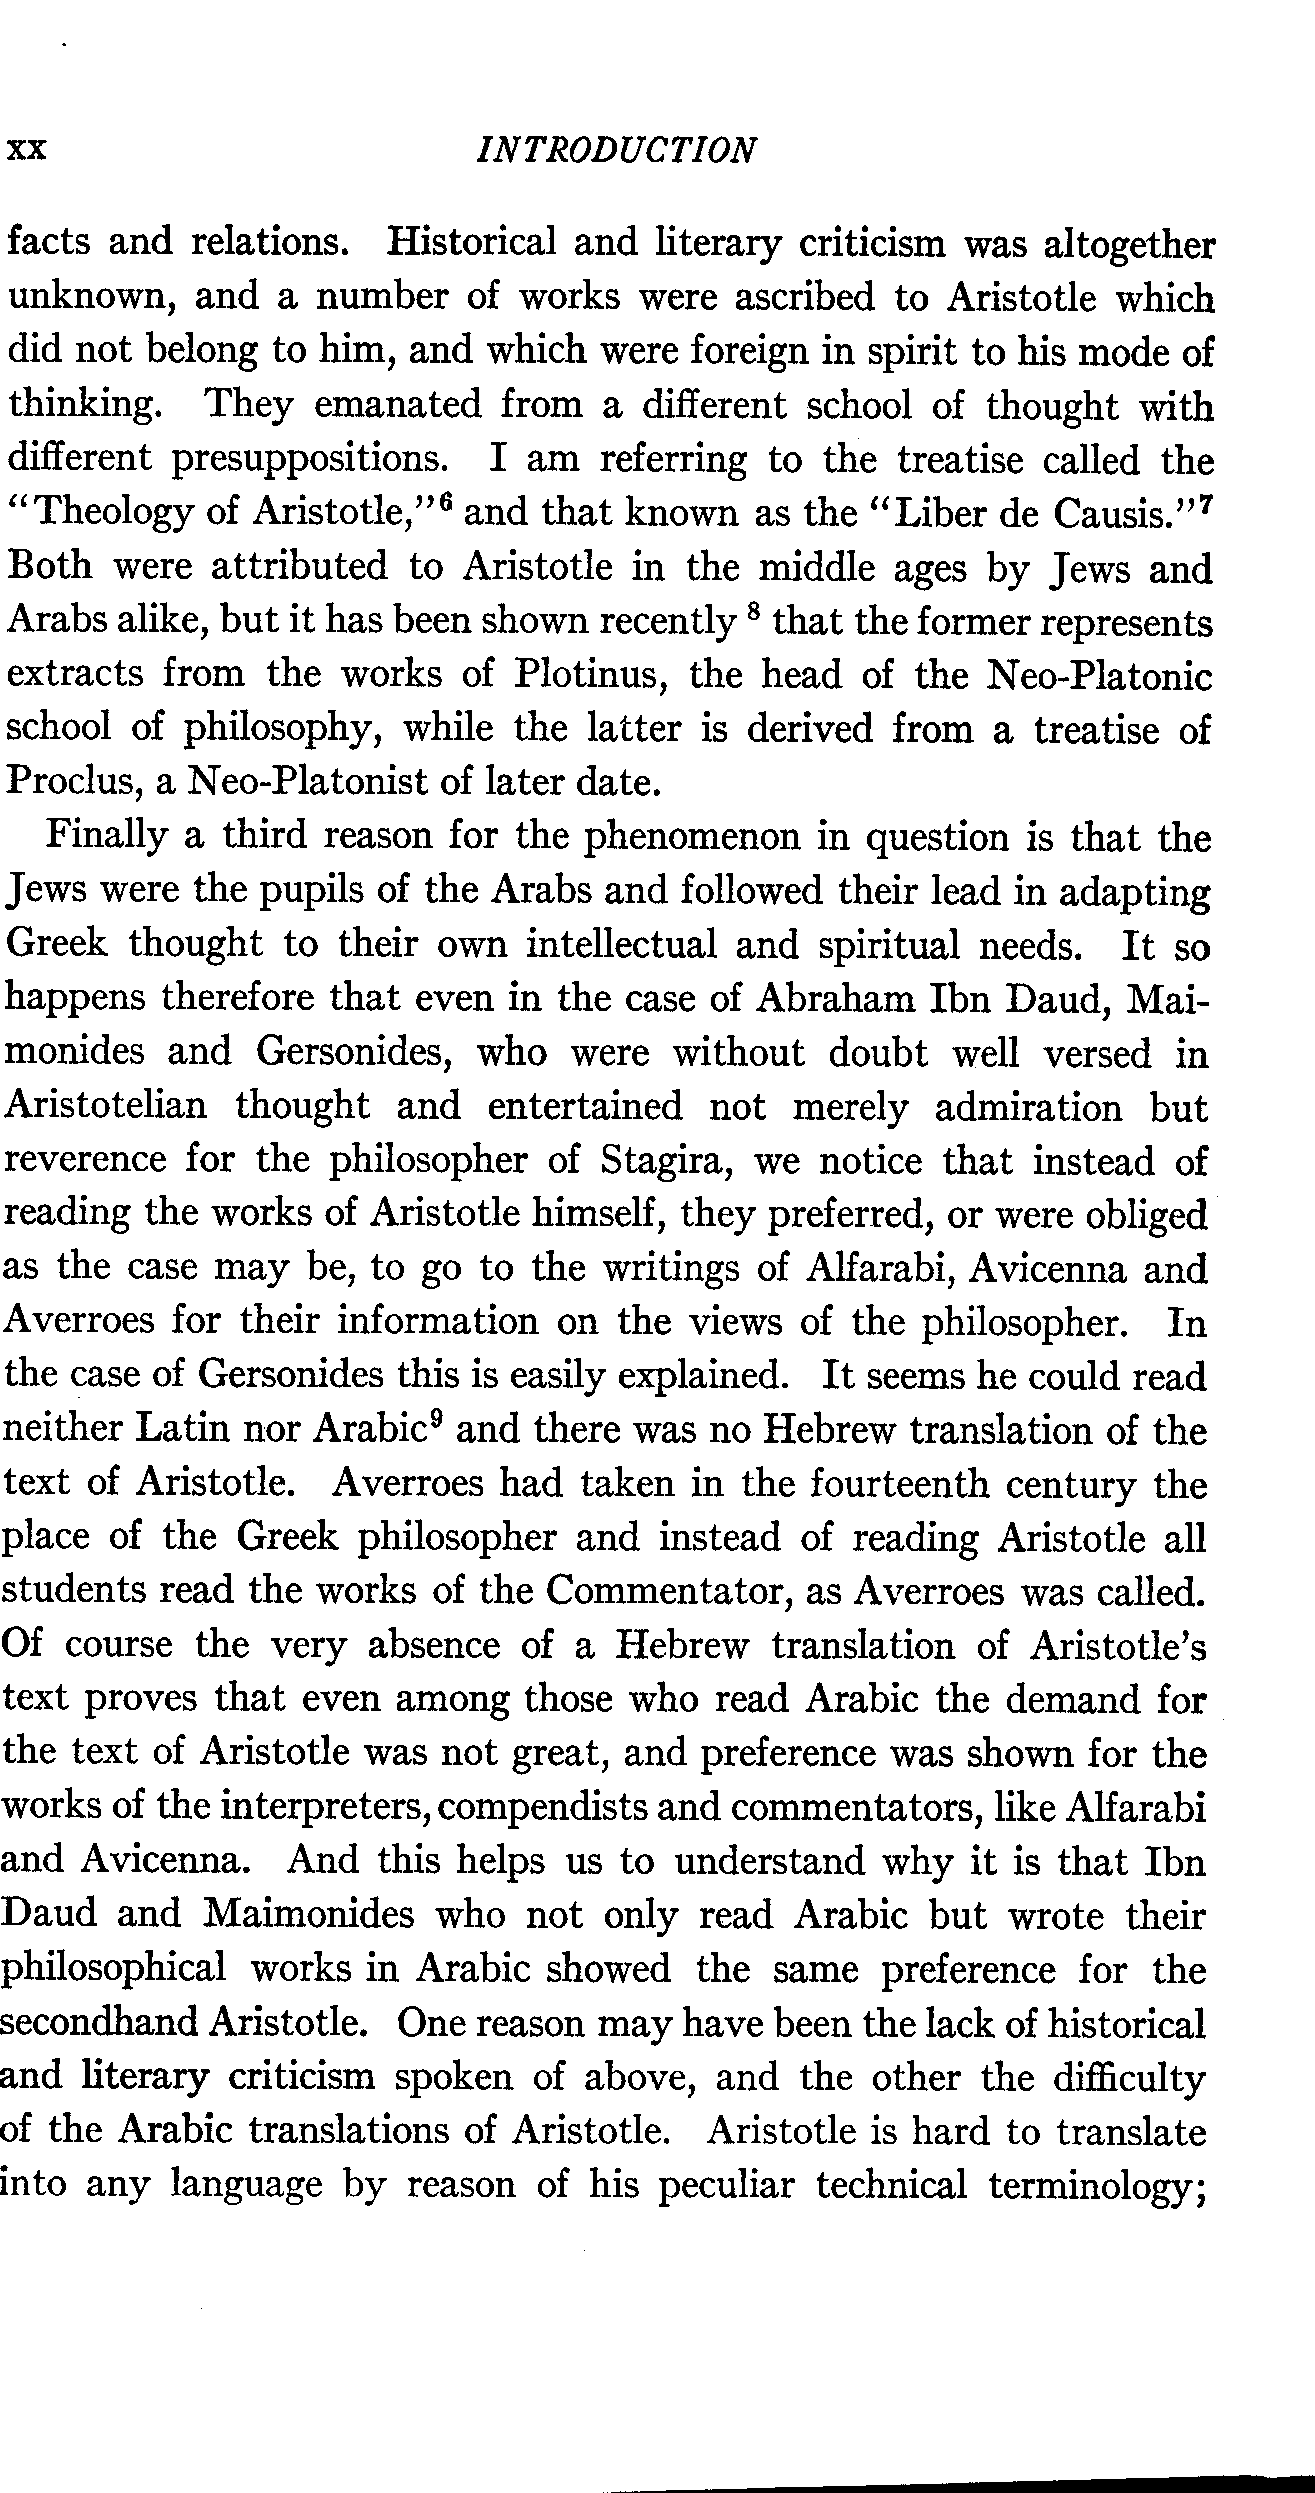 xx INTRODUCTION
facts and relations. Historical and literary criticism was altogether
unknown, and a number of works were ascribed to Aristotle which
did not belong to him, and which were foreign in spirit to his mode of
thinking. They emanated from a different school of thought with
different presuppositions. I am referring to the treatise called the
“Theology of Aristotle,”⁶ and that known as the “Liber de Causis.”⁷
Both were attributed to Aristotle in the middle ages by Jews and
Arabs alike, but it has been shown recently ⁸ that the former represents
extracts from the works of Plotinus, the head of the Neo-Platonic
school of philosophy, while the latter is derived from a treatise of
Proclus, a Neo-Platonist of later date.
Finally a third reason for the phenomenon in question is that the
Jews were the pupils of the Arabs and followed their lead in adapting
Greek thought to their own intellectual and spiritual needs. It so
happens therefore that even in the case of Abraham Ibn Daud, Mai-
monides and Gersonides, who were without doubt well versed in
Aristotelian thought and entertained not merely admiration but
reverence for the philosopher of Stagira, we notice that instead of
reading the works of Aristotle himself, they preferred, or were obliged
as the case may be, to go to the writings of Alfarabi, Avicenna and
Averroes for their information on the views of the philosopher. In
the case of Gersonides this is easily explained. It seems he could read
neither Latin nor Arabic⁹ and there was no Hebrew translation of the
text of Aristotle. Averroes had taken in the fourteenth century the
place of the Greek philosopher and instead of reading Aristotle all
students read the works of the Commentator, as Averroes was called.
Of course the very absence of a Hebrew translation of Aristotle’s
text proves that even among those who read Arabic the demand for
the text of Aristotle was not great, and preference was shown for the
works of the interpreters, compendists and commentators, like Alfarabi
and Avicenna. And this helps us to understand why it is that Ibn
Daud and Maimonides who not only read Arabic but wrote their
philosophical works in Arabic showed the same preference for the
secondhand Aristotle. One reason may have been the lack of historical
and literary criticism spoken of above, and the other the difficulty
of the Arabic translations of Aristotle. Aristotle is hard to translate
into any language by reason of his peculiar technical terminology;